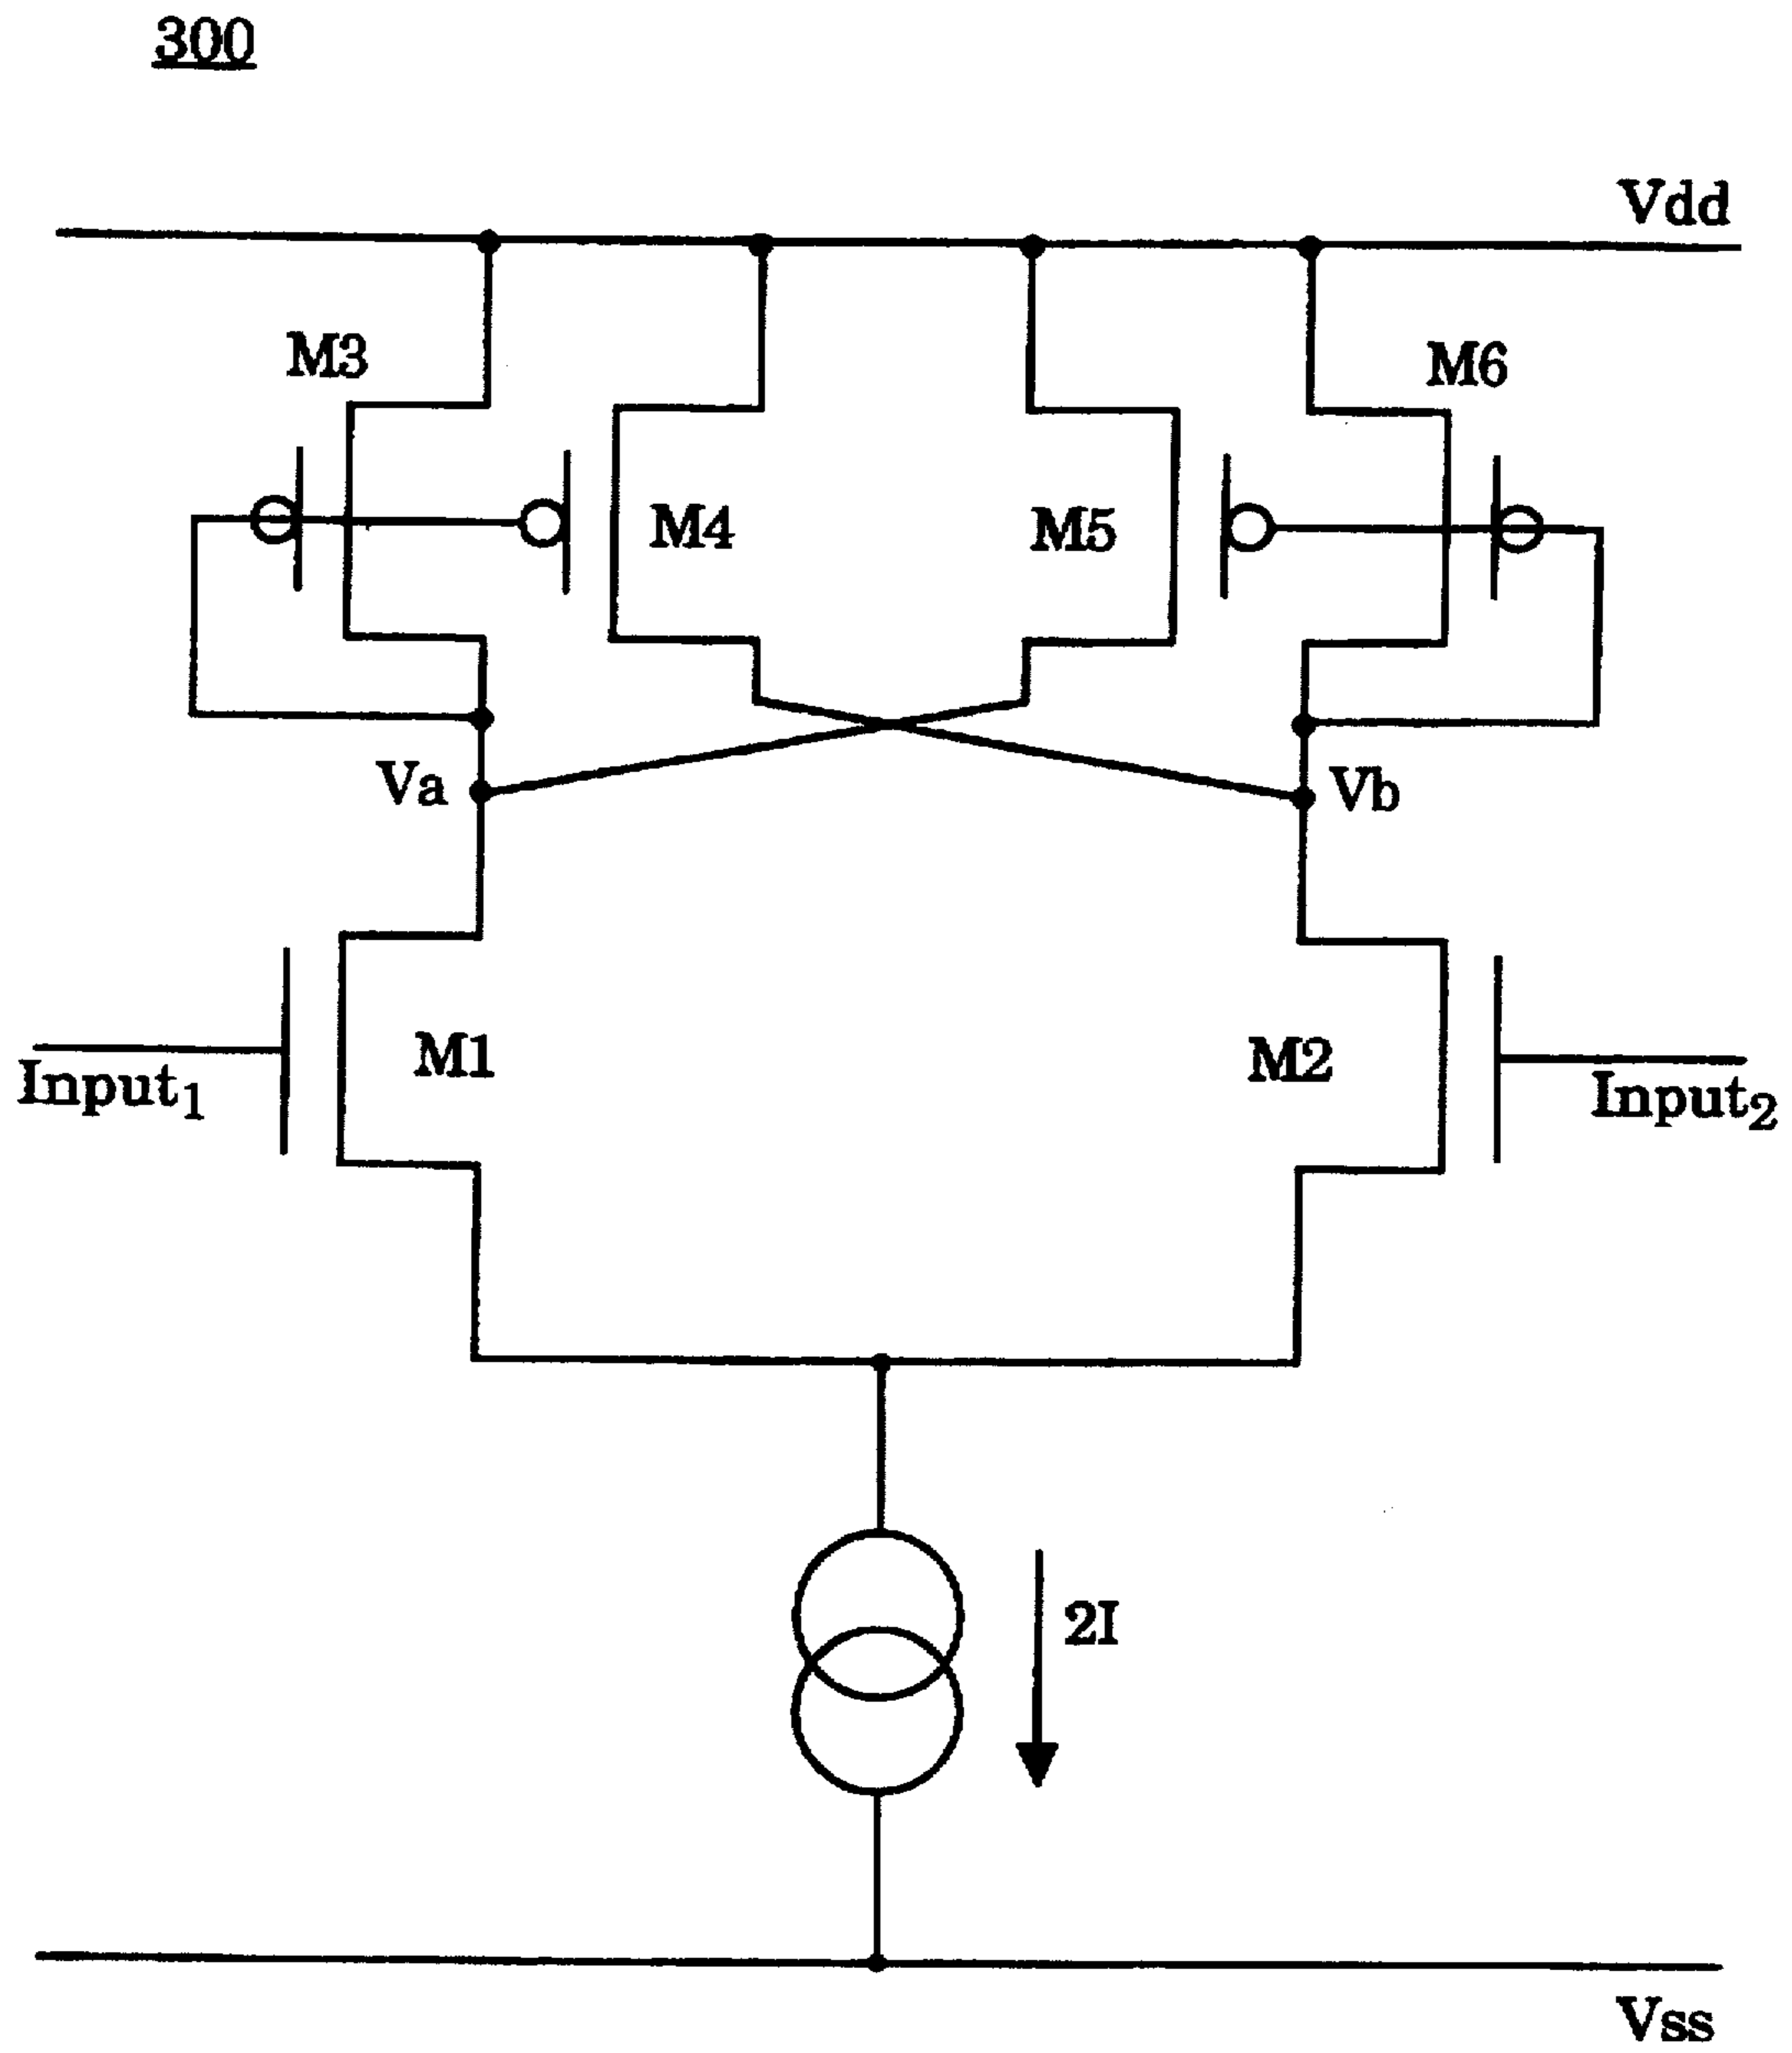 300
Vdd
M3
M6
M4
M5
Va
Vb
M1
M2
Input₁
Input₂
2I
Vss